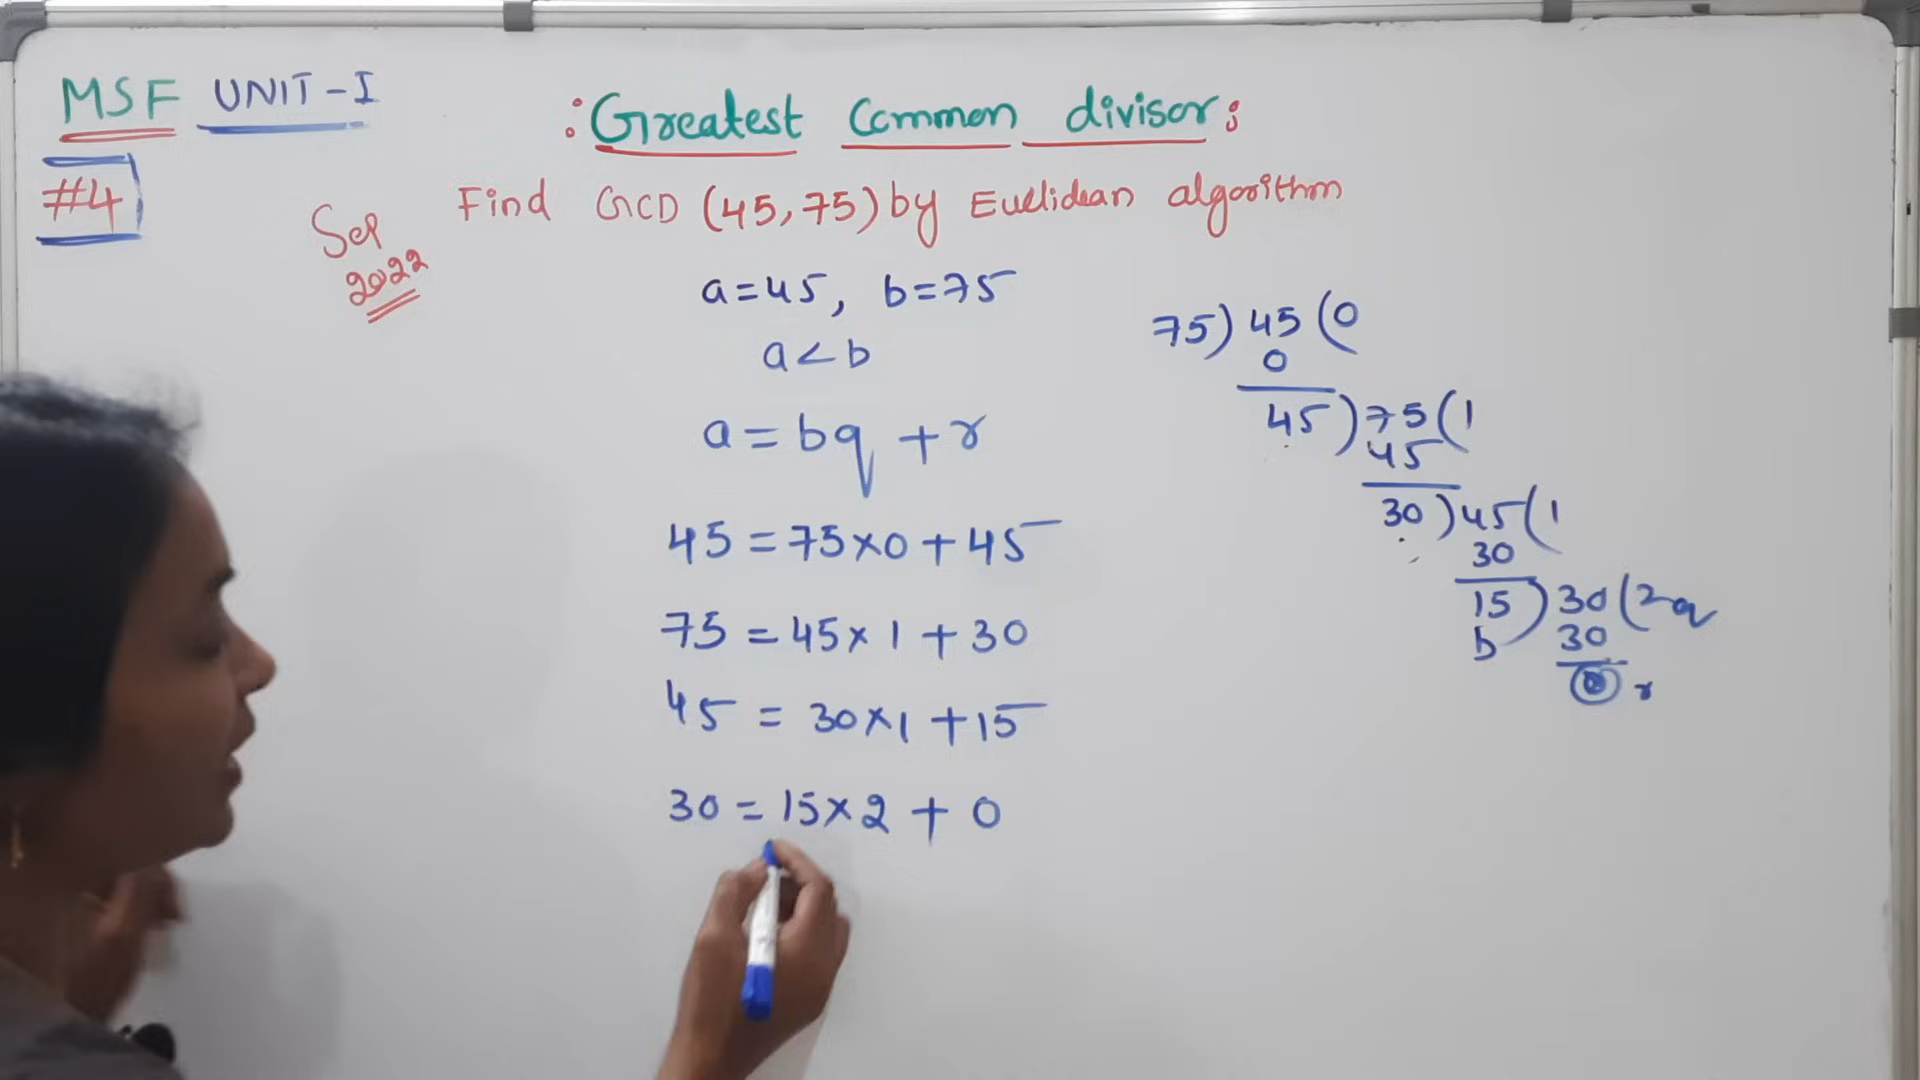 MSF UNIT-I
:Greatest Common divisor:
#4
Sep
2022
Find GCD (45,75) by Euclidean algorithm
a=45, b=75
a<b
a=bq+r
45=75×0+45
75=45×1+30
45=30×1+15
30=15×2+0
75)45(0
0
45)75(1
45
30)45(1
30
15)30(2 q
b 30
0 r